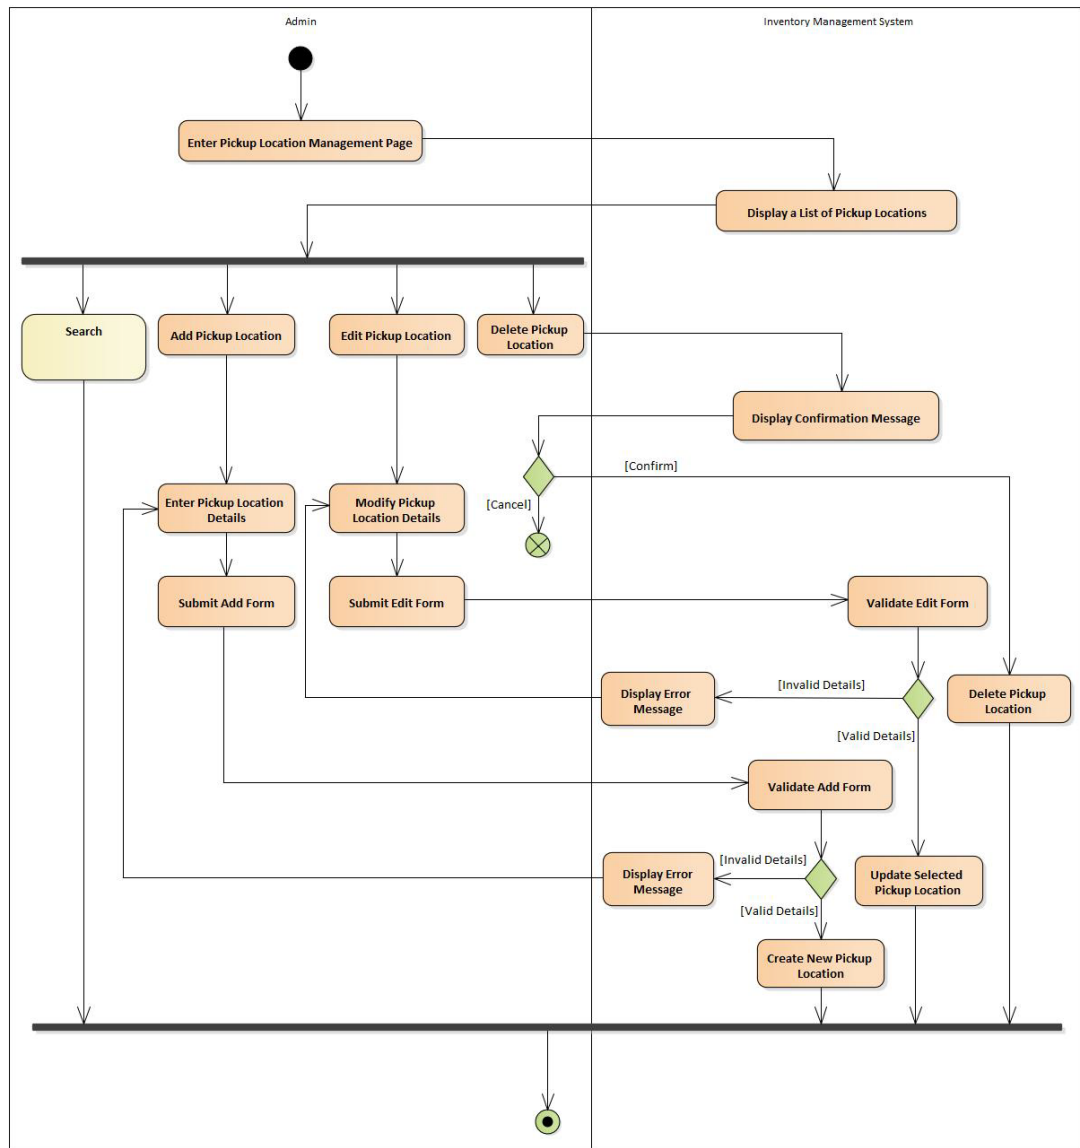 Admin
Inventory Management System
Enter Pickup Location Management Page
Display a List of Pickup Locations
Search
Add Pickup Location
Edit Pickup Location
Delete Pickup
Location
Display Confirmation Message
[Confirm]
[Cancel]
Enter Pickup Location
Details
Modify Pickup
Location Details
Submit Add Form
Submit Edit Form
Validate Edit Form
[Invalid Details]
Display Error
Message
Delete Pickup
Location
[Valid Details]
Validate Add Form
[Invalid Details]
Display Error
Message
Update Selected
Pickup Location
[Valid Details]
Create New Pickup
Location